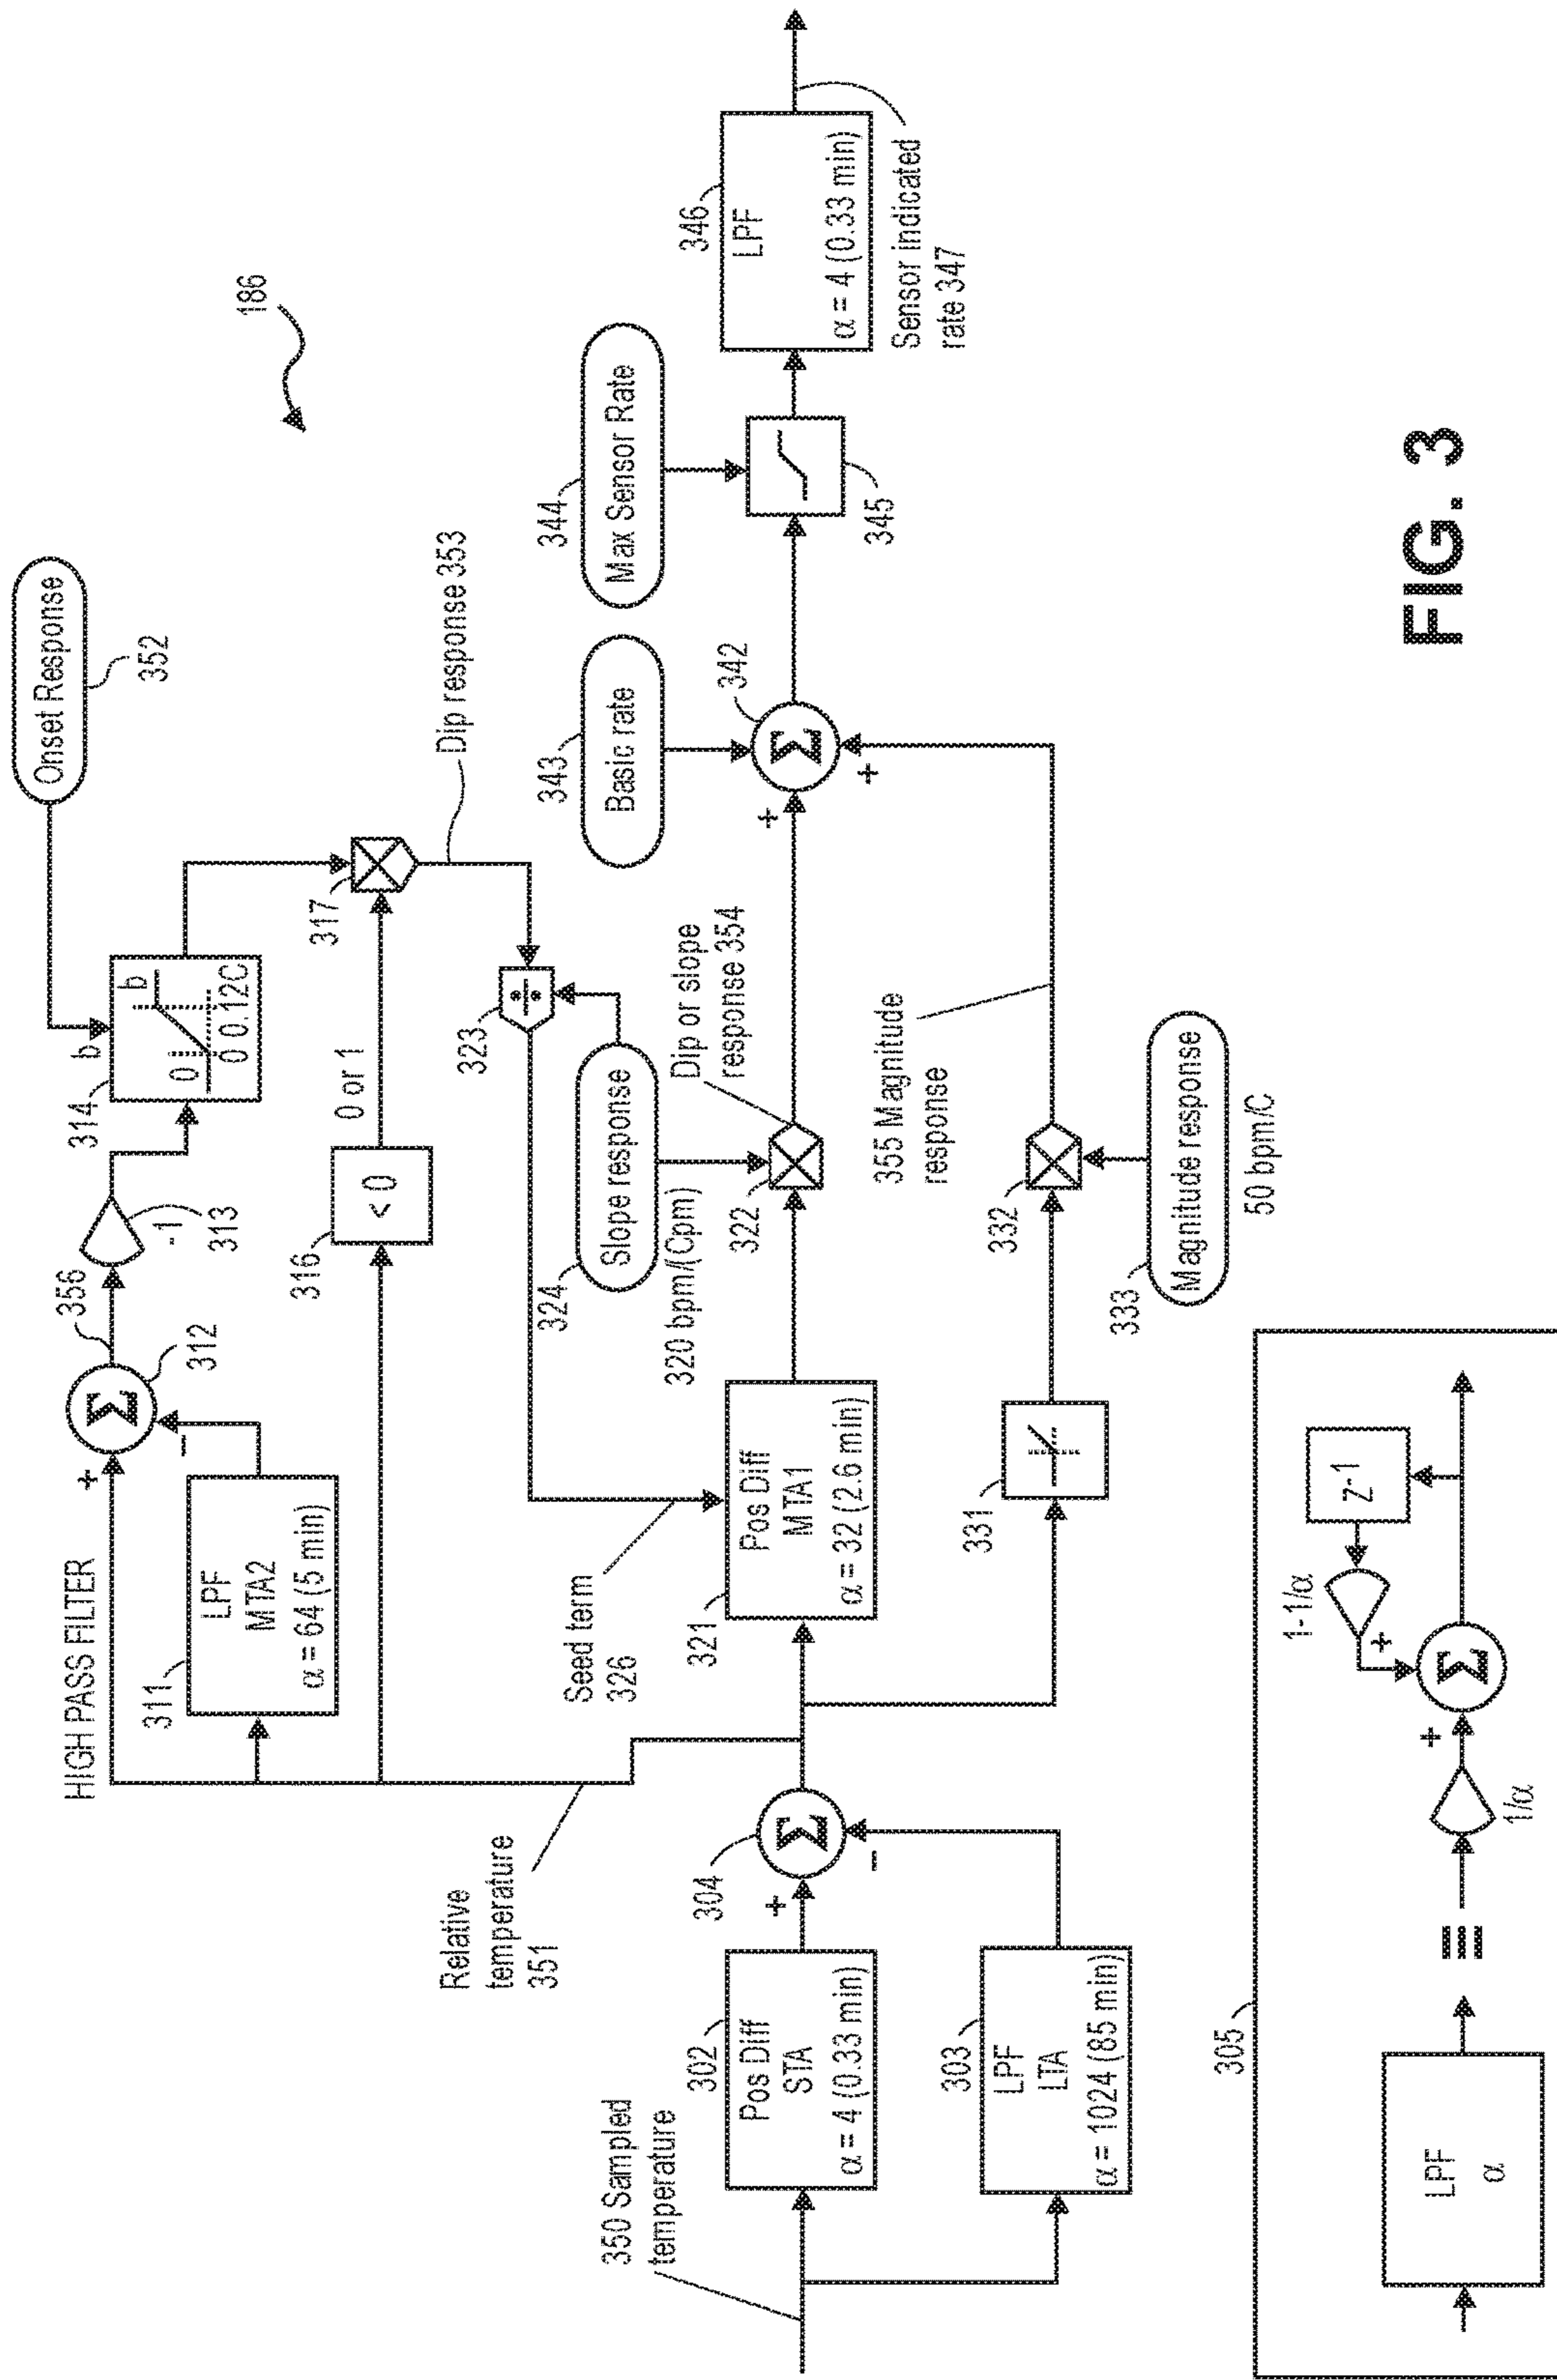 186
Onset Response
352
HIGH PASS FILTER
+
Σ
−
312
356
-1
313
314
b
0
b
0 0.12C
311
LPF
MTA2
α = 64 (5 min)
316
< 0
0 or 1
317
Dip response 353
323
÷
Relative
temperature
351
Seed term
326
324
Slope response
320 bpm/(Cpm)
343
Basic rate
344
Max Sensor Rate
350 Sampled
temperature
302
Pos Diff
STA
α = 4 (0.33 min)
304
+
Σ
−
321
Pos Diff
MTA1
α = 32 (2.6 min)
322
Dip or slope
response 354
+
Σ
+
342
345
346
LPF
α = 4 (0.33 min)
Sensor indicated
rate 347
303
LPF
LTA
α = 1024 (85 min)
331
332
355 Magnitude
response
333
Magnitude response
50 bpm/C
305
LPF
α
≡
1/α
+
Σ
+
1-1/α
z-1
FIG. 3